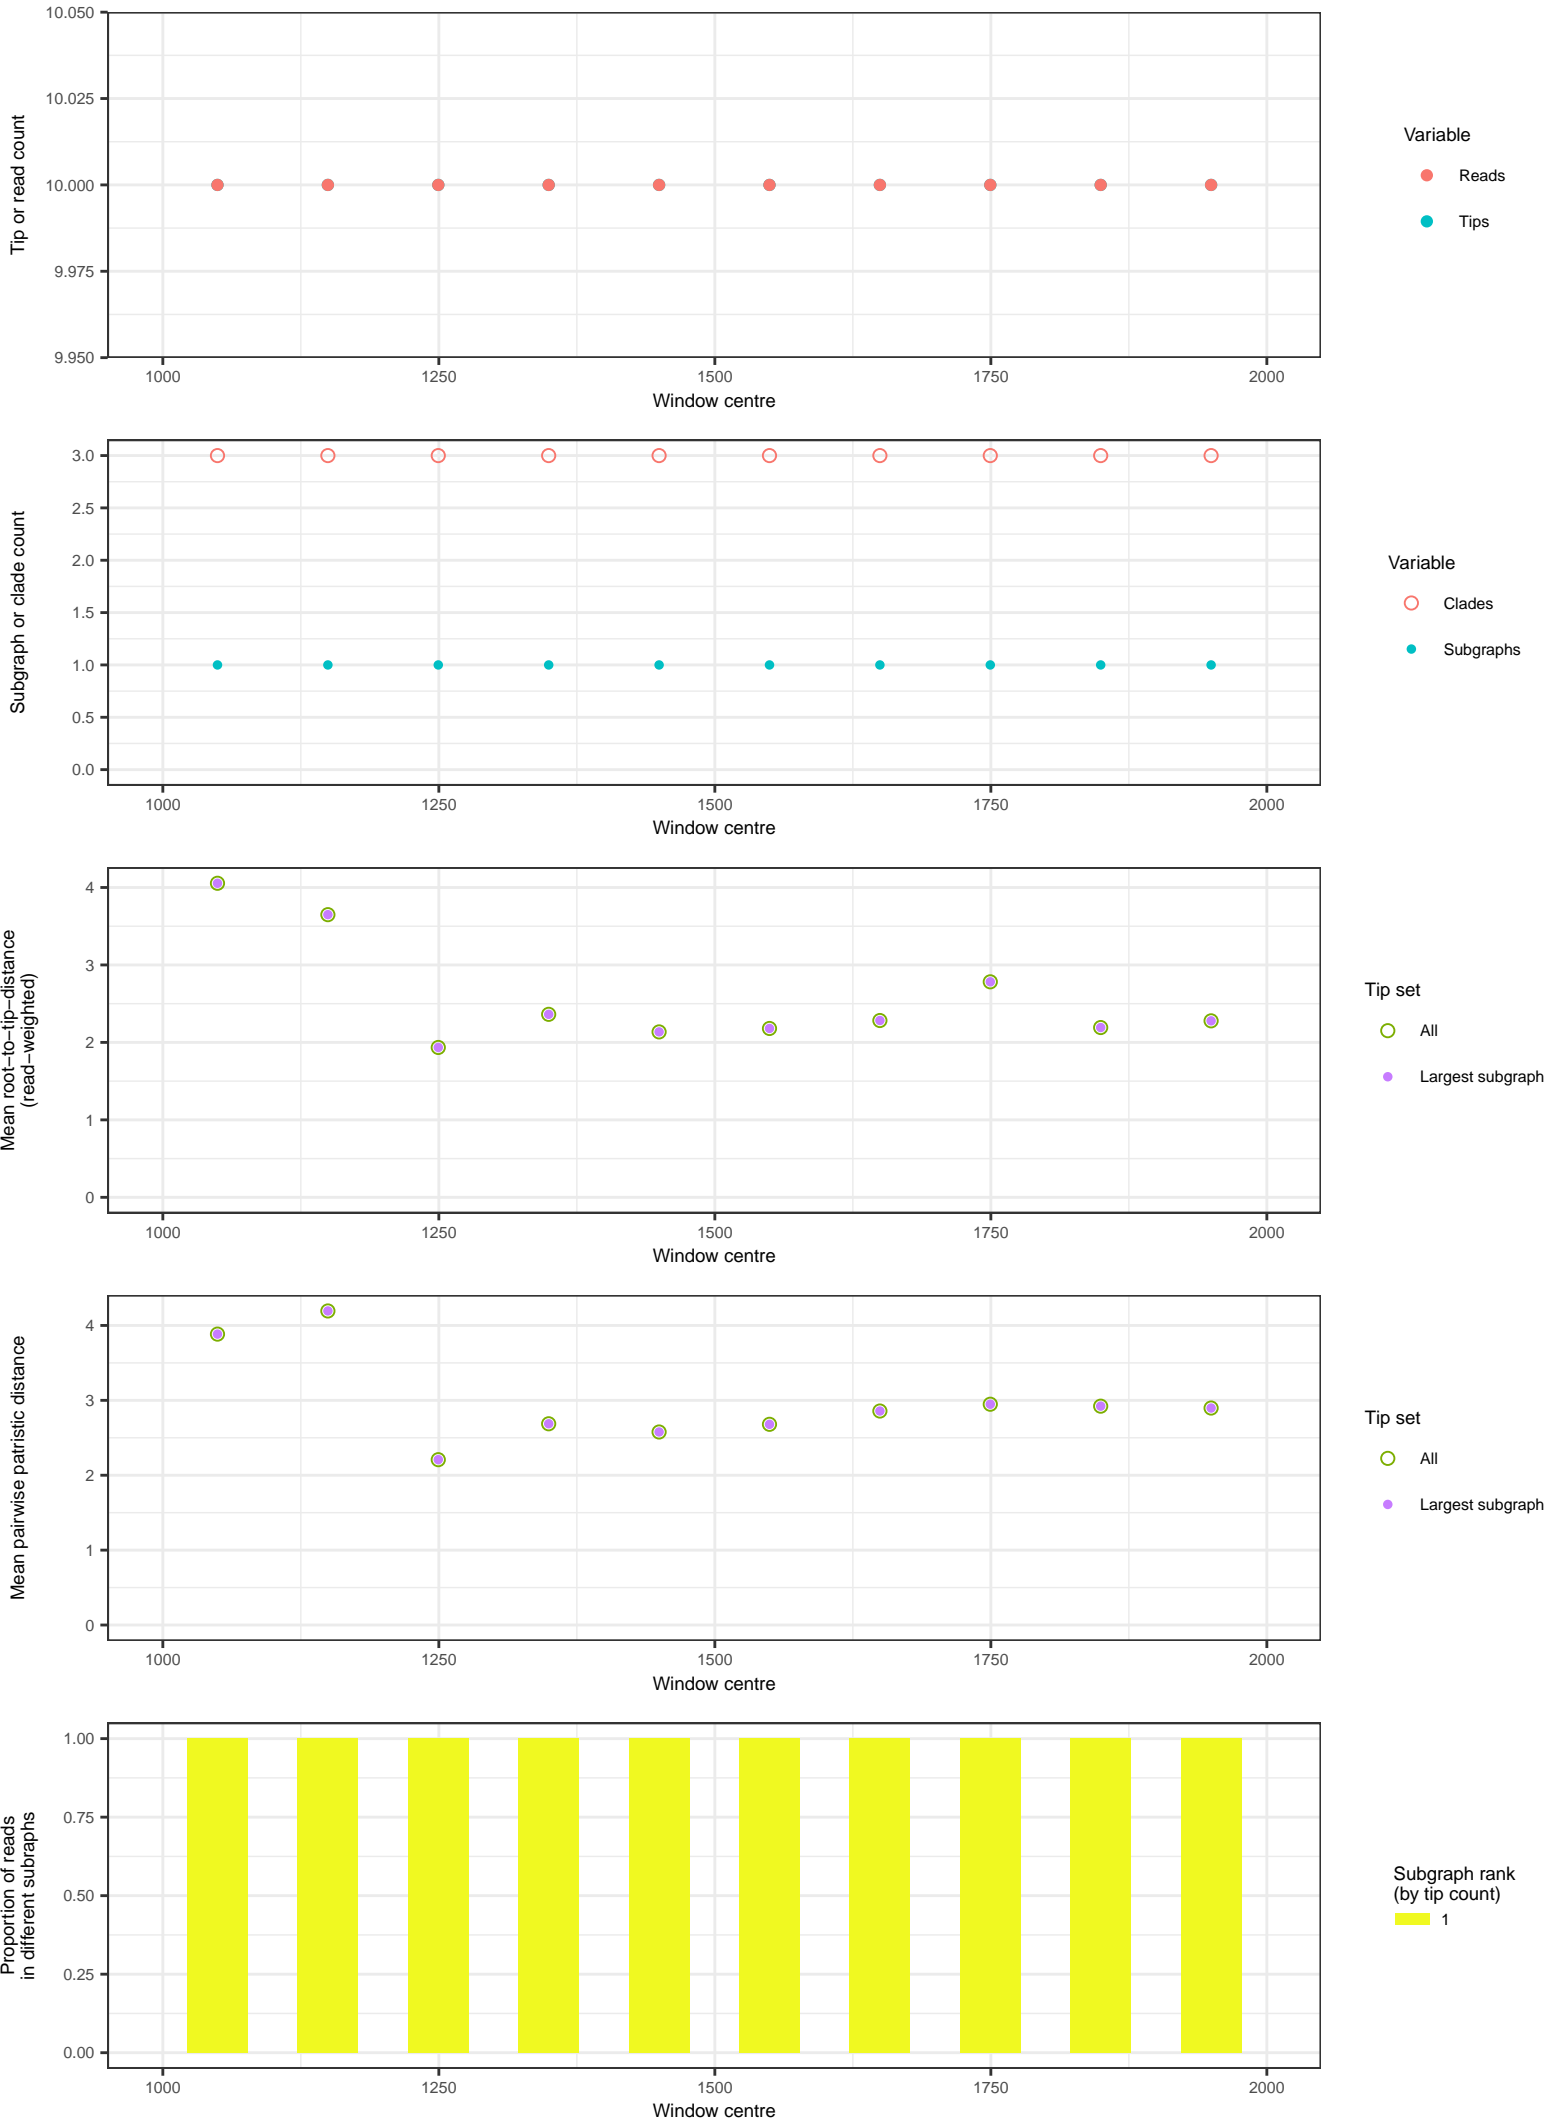 10.050
10.025
10.000
9.975
9.950
Tip or read count
1000 1250 1500 1750 2000
Window centre
Variable
Reads
Tips
3.0
2.5
2.0
1.5
1.0
0.5
0.0
Subgraph or clade count
1000 1250 1500 1750 2000
Window centre
Variable
Clades
Subgraphs
4
3
2
1
0
Mean root−to−tip−distance
(read−weighted)
1000 1250 1500 1750 2000
Window centre
Tip set
All
Largest subgraph
4
3
2
1
0
Mean pairwise patristic distance
1000 1250 1500 1750 2000
Window centre
Tip set
All
Largest subgraph
1.00
0.75
0.50
0.25
0.00
Proportion of reads
in different subraphs
1000 1250 1500 1750 2000
Window centre
Subgraph rank
(by tip count)
1